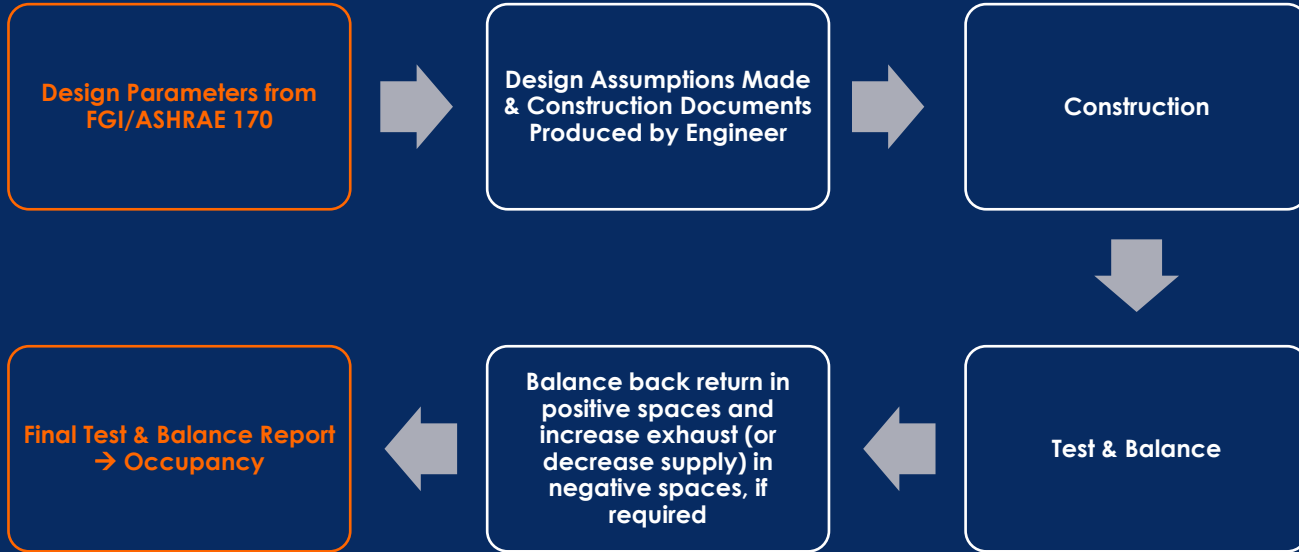 Design Parameters from
FGI/ASHRAE 170
Design Assumptions Made
& Construction Documents
Produced by Engineer
Construction
Test & Balance
Balance back return in
positive spaces and
increase exhaust (or
decrease supply) in
negative spaces, if
required
Final Test & Balance Report
→ Occupancy